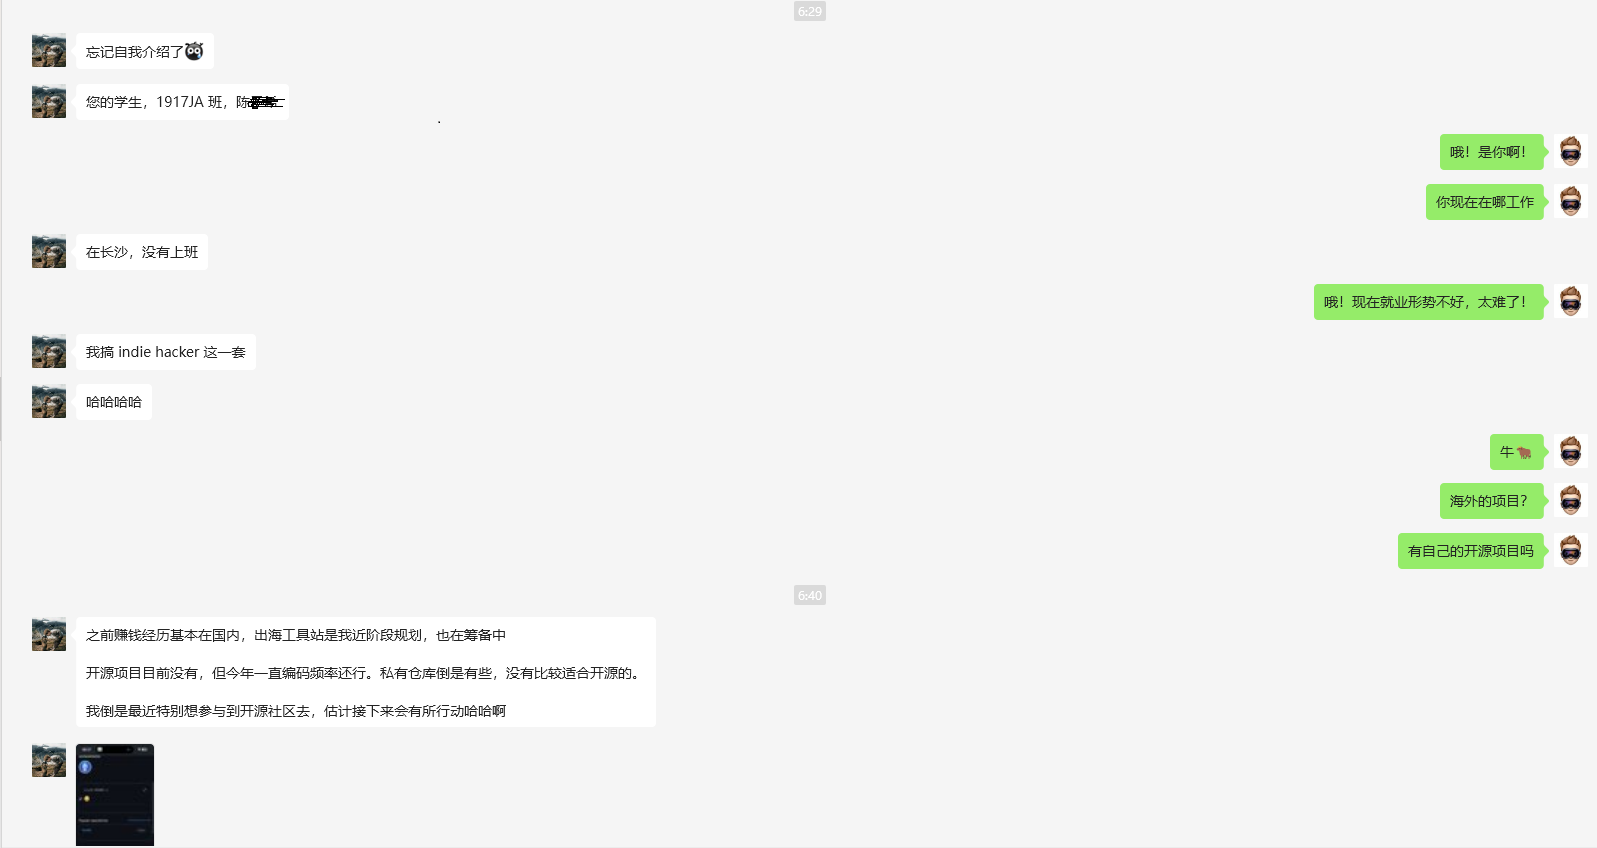 6:29
忘记自我介绍了
您的学生，1917JA 班，陈
哦！是你啊！
你现在在哪工作
在长沙，没有上班
哦！现在就业形势不好，太难了！
我搞 indie hacker 这一套
哈哈哈哈
牛🐂
海外的项目？
有自己的开源项目吗
6:40
之前赚钱经历基本在国内，出海工具站是我近阶段规划，也在筹备中
开源项目目前没有，但今年一直编码频率还行。私有仓库倒是有些，没有比较适合开源的。
我倒是最近特别想参与到开源社区去，估计接下来会有所行动哈哈啊